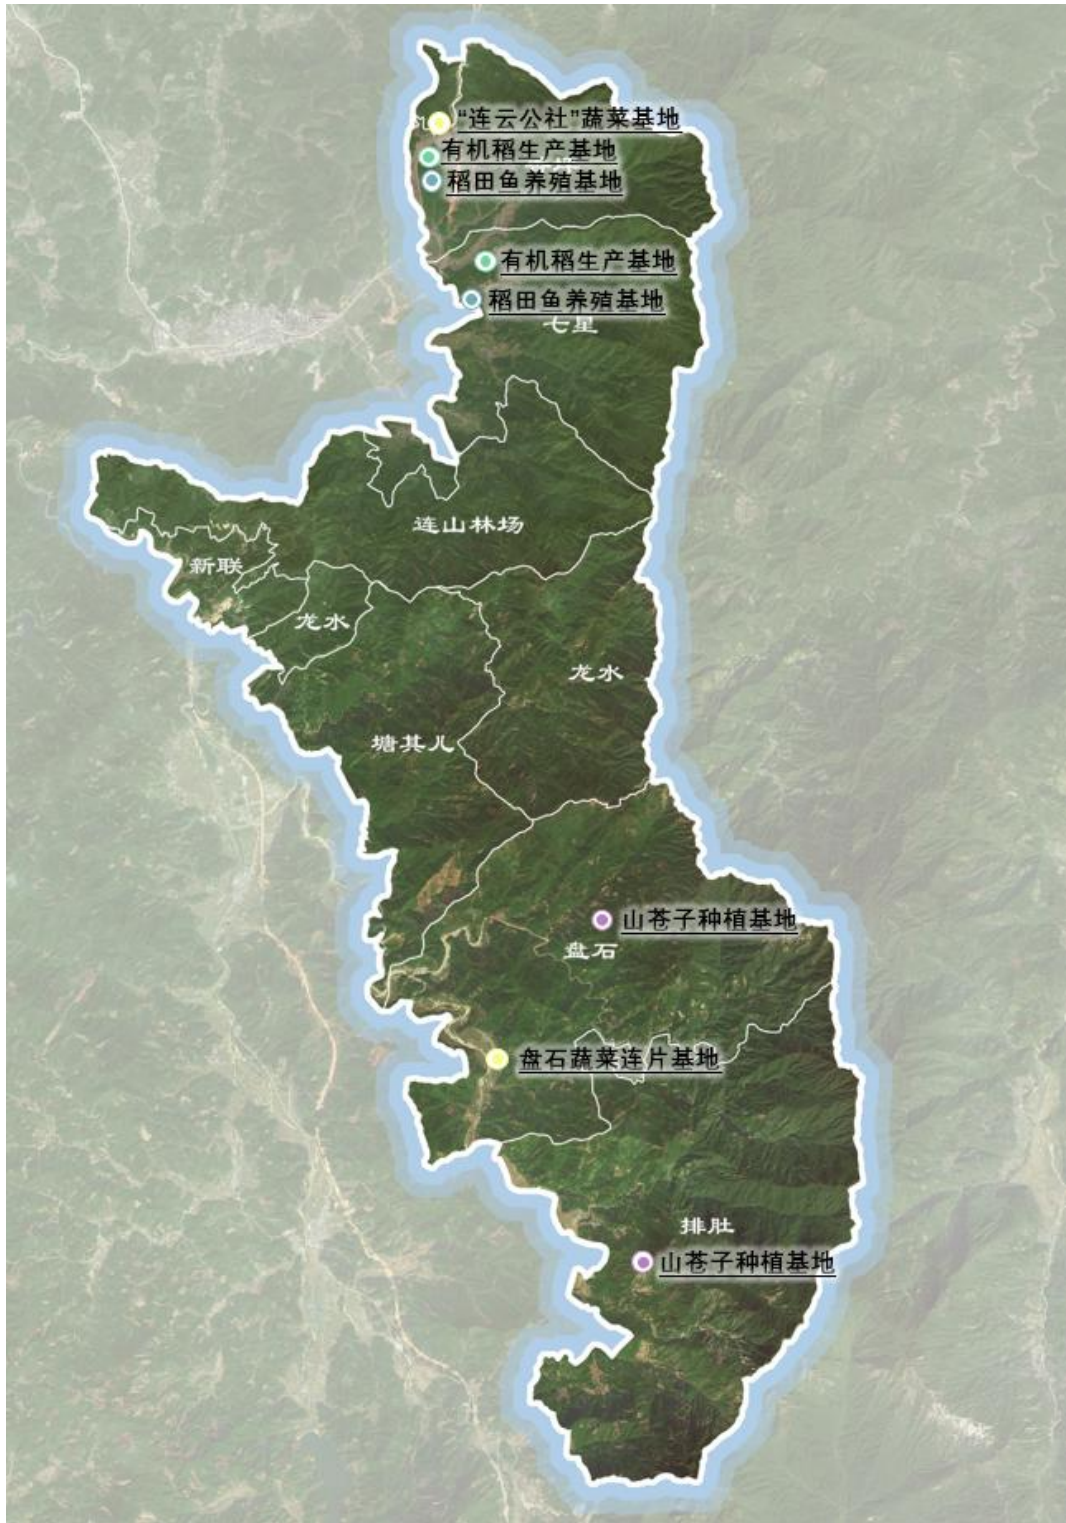 “连云公社”蔬菜基地
有机稻生产基地
稻田鱼养殖基地
有机稻生产基地
稻田鱼养殖基地
七星
连山林场
新联
龙水
龙水
塘其儿
山苍子种植基地
盘石
盘石蔬菜连片基地
排肚
山苍子种植基地